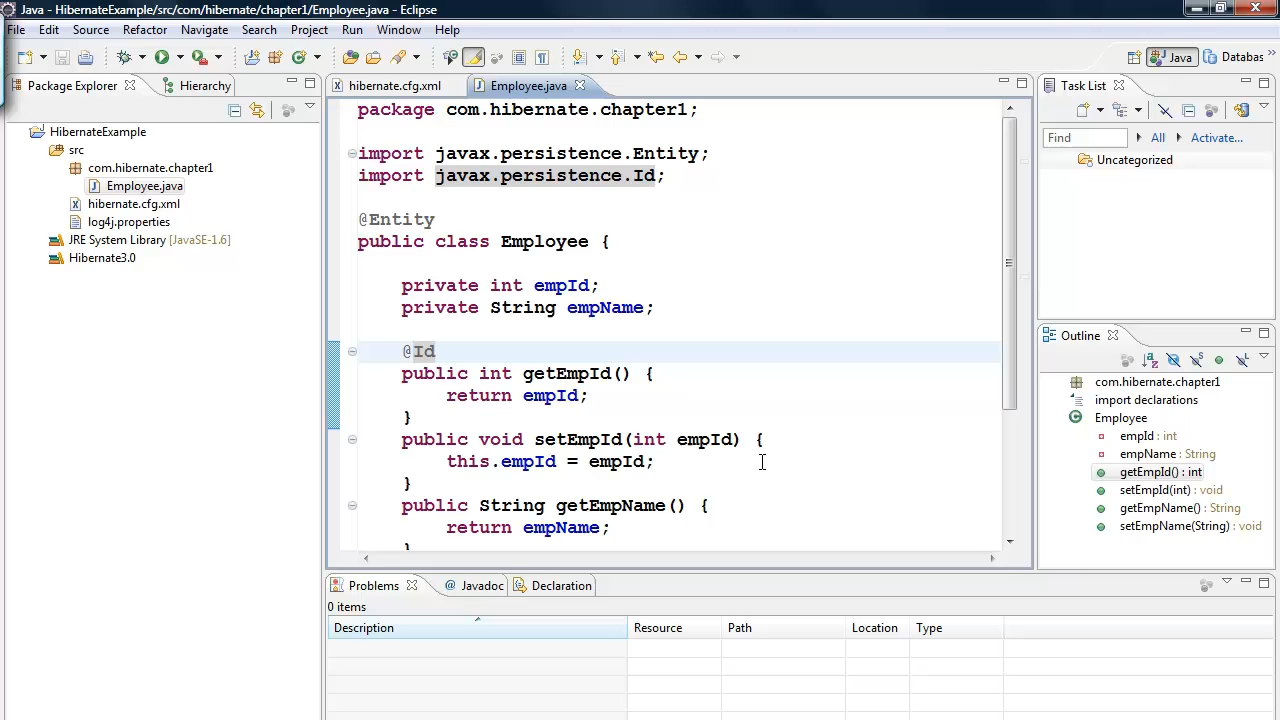 Java - HibernateExample/src/com/hibernate/chapter1/Employee.java - Eclipse
File Edit Source Refactor Navigate Search Project Run Window Help
Java Databas
Package Explorer Hierarchy
HibernateExample
src
com.hibernate.chapter1
Employee.java
hibernate.cfg.xml
log4j.properties
JRE System Library [JavaSE-1.6]
Hibernate3.0
hibernate.cfg.xml Employee.java
package com.hibernate.chapter1;
import javax.persistence.Entity;
import javax.persistence.Id;
@Entity
public class Employee {
private int empId;
private String empName;
@Id
public int getEmpId() {
return empId;
}
public void setEmpId(int empId) {
this.empId = empId;
}
public String getEmpName() {
return empName;
}
Task List
Find All Activate...
Uncategorized
Outline
com.hibernate.chapter1
import declarations
Employee
empId : int
empName : String
getEmpId() : int
setEmpId(int) : void
getEmpName() : String
setEmpName(String) : void
Problems @ Javadoc Declaration
0 items
Description Resource Path Location Type